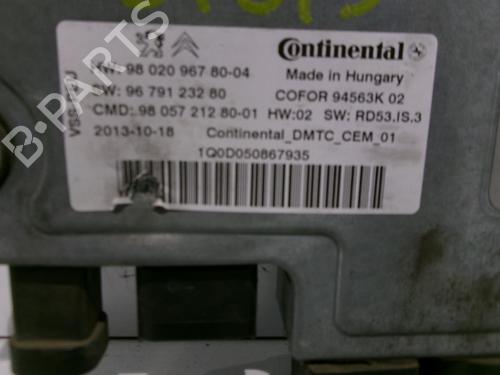 Continental
HW: 98 020 967 80-04
Made in Hungary
SW: 96 791 232 80
COFOR 94563K 02
CMD: 98 057 212 80-01 HW:02 SW: RD53.IS.3
2013-10-18 Continental_DMTC_CEM_01
1Q0D050867935
B-PARTS